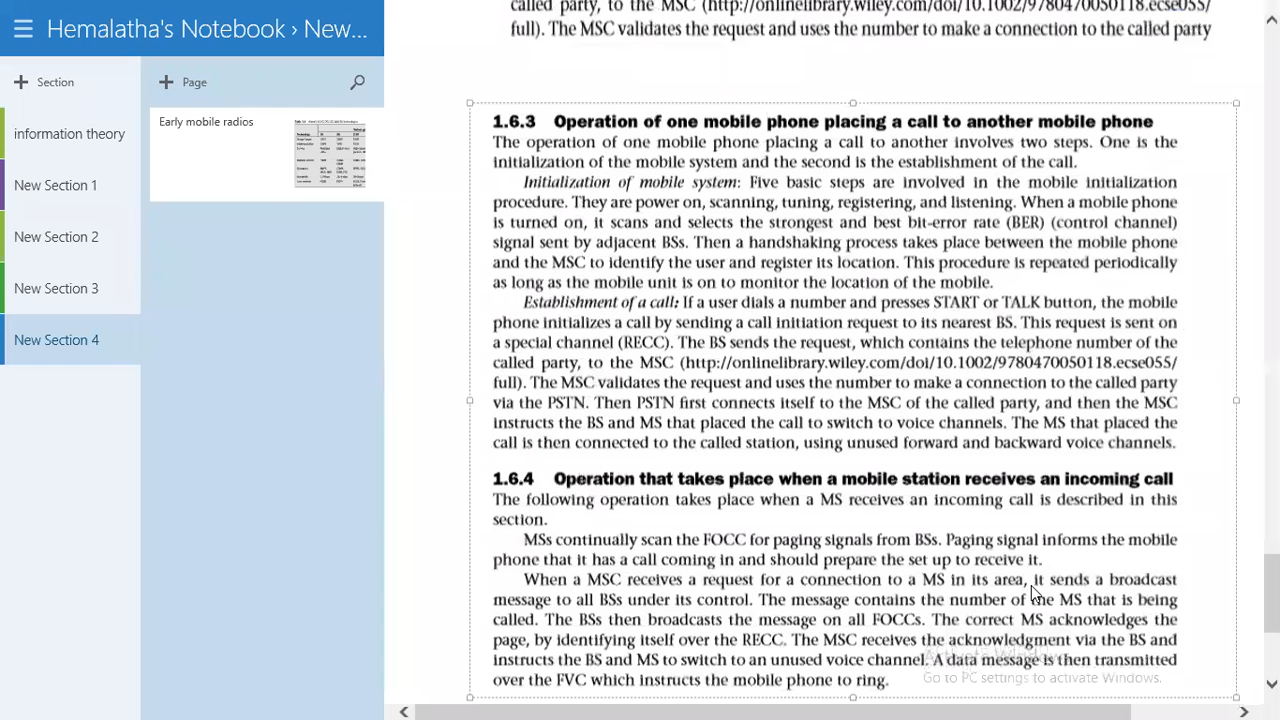 Hemalatha's Notebook › New...
Section
Page
information theory
New Section 1
New Section 2
New Section 3
New Section 4
Early mobile radios
called party, to the MSC (http://onlinelibrary.wiley.com/doi/10.1002/9780470050118.ecse055/
full). The MSC validates the request and uses the number to make a connection to the called party
1.6.3 Operation of one mobile phone placing a call to another mobile phone
The operation of one mobile phone placing a call to another involves two steps. One is the
initialization of the mobile system and the second is the establishment of the call.
Initialization of mobile system: Five basic steps are involved in the mobile initialization
procedure. They are power on, scanning, tuning, registering, and listening. When a mobile phone
is turned on, it scans and selects the strongest and best bit-error rate (BER) (control channel)
signal sent by adjacent BSs. Then a handshaking process takes place between the mobile phone
and the MSC to identify the user and register its location. This procedure is repeated periodically
as long as the mobile unit is on to monitor the location of the mobile.
Establishment of a call: If a user dials a number and presses START or TALK button, the mobile
phone initializes a call by sending a call initiation request to its nearest BS. This request is sent on
a special channel (RECC). The BS sends the request, which contains the telephone number of the
called party, to the MSC (http://onlinelibrary.wiley.com/doi/10.1002/9780470050118.ecse055/
full). The MSC validates the request and uses the number to make a connection to the called party
via the PSTN. Then PSTN first connects itself to the MSC of the called party, and then the MSC
instructs the BS and MS that placed the call to switch to voice channels. The MS that placed the
call is then connected to the called station, using unused forward and backward voice channels.
1.6.4 Operation that takes place when a mobile station receives an incoming call
The following operation takes place when a MS receives an incoming call is described in this
section.
MSs continually scan the FOCC for paging signals from BSs. Paging signal informs the mobile
phone that it has a call coming in and should prepare the set up to receive it.
When a MSC receives a request for a connection to a MS in its area, it sends a broadcast
message to all BSs under its control. The message contains the number of the MS that is being
called. The BSs then broadcasts the message on all FOCCs. The correct MS acknowledges the
page, by identifying itself over the RECC. The MSC receives the acknowledgment via the BS and
instructs the BS and MS to switch to an unused voice channel. A data message is then transmitted
over the FVC which instructs the mobile phone to ring.
Activate Windows
Go to PC settings to activate Windows.